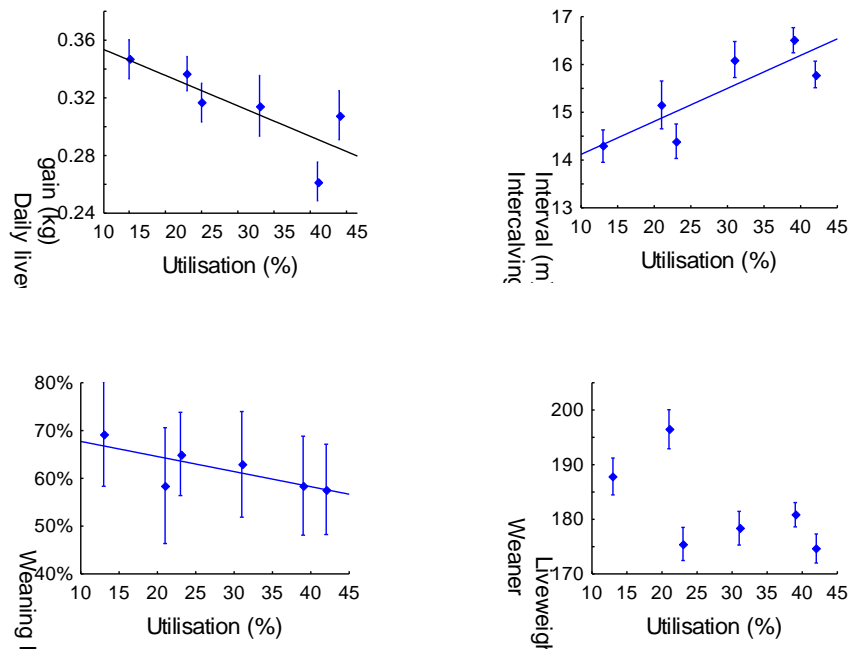 0.36
0.32
0.28
0.24
10 15 20 25 30 35 40 45
Utilisation (%)
gain (kg)
Daily
17
16
15
14
13
10 15 20 25 30 35 40 45
Utilisation (%)
Interval (m
Intercalving
80%
70%
60%
50%
40%
10 15 20 25 30 35 40 45
Utilisation (%)
Weaning
200
190
180
170
10 15 20 25 30 35 40 45
Utilisation (%)
Liveweigh
Weaner